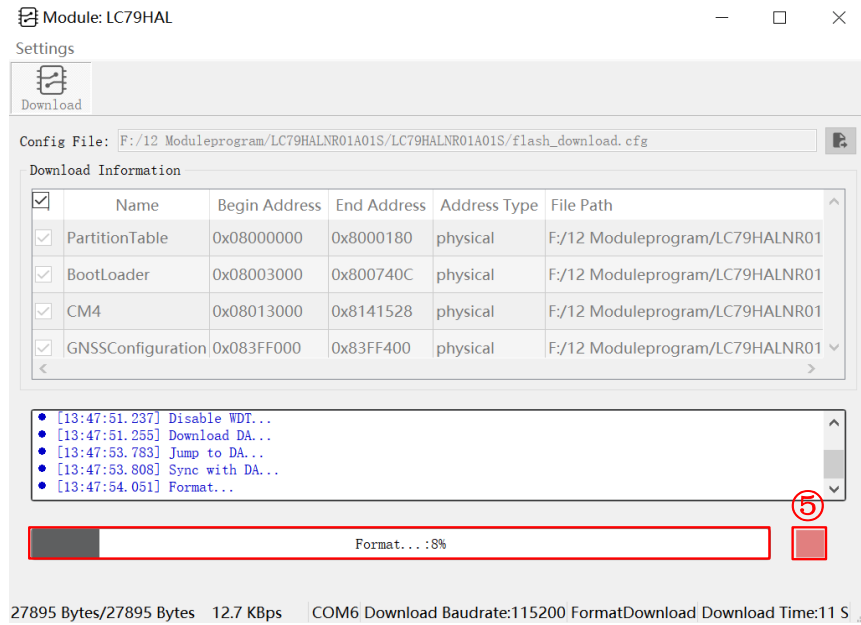 Module: LC79HAL
Settings
Download
Config File: F:/12 Moduleprogram/LC79HALNR01A01S/LC79HALNR01A01S/flash_download.cfg
Download Information
Name Begin Address End Address Address Type File Path
PartitionTable 0x08000000 0x8000180 physical F:/12 Moduleprogram/LC79HALNR01
BootLoader 0x08003000 0x800740C physical F:/12 Moduleprogram/LC79HALNR01
CM4 0x08013000 0x8141528 physical F:/12 Moduleprogram/LC79HALNR01
GNSSConfiguration 0x083FF000 0x83FF400 physical F:/12 Moduleprogram/LC79HALNR01
[13:47:51.237] Disable WDT...
[13:47:51.255] Download DA...
[13:47:53.783] Jump to DA...
[13:47:53.808] Sync with DA...
[13:47:54.051] Format...
⑤
Format...:8%
27895 Bytes/27895 Bytes 12.7 KBps COM6 Download Baudrate:115200 FormatDownload Download Time:11 S